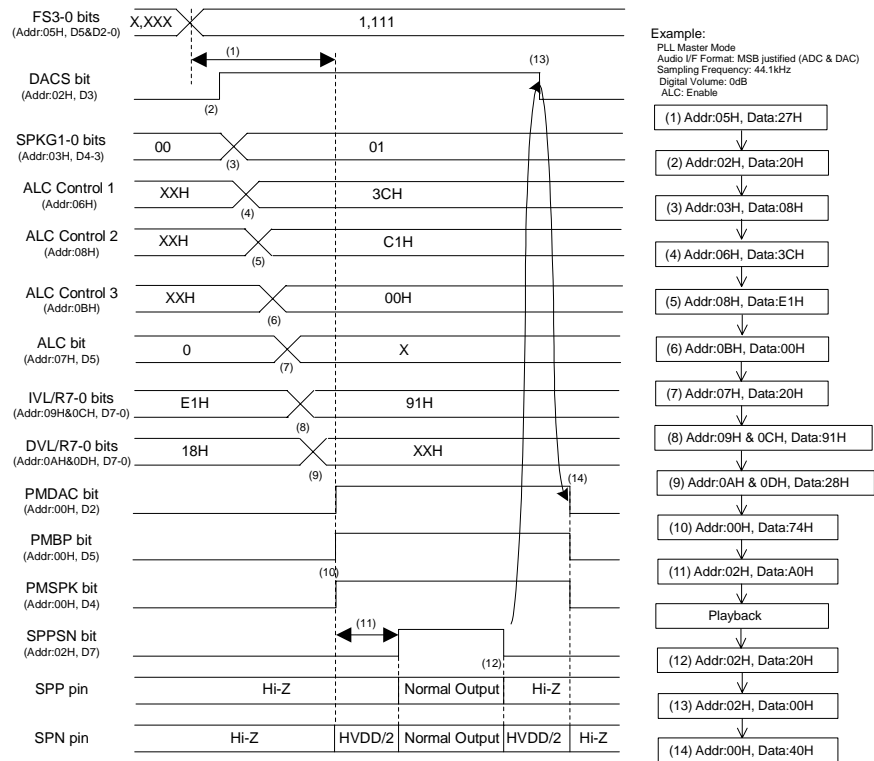 FS3-0 bits
(Addr:05H, D5&D2-0)
X,XXX
1,111
(1)
(13)
DACS bit
(Addr:02H, D3)
(2)
SPKG1-0 bits
(Addr:03H, D4-3)
00
01
(3)
ALC Control 1
(Addr:06H)
XXH
3CH
(4)
ALC Control 2
(Addr:08H)
XXH
C1H
(5)
ALC Control 3
(Addr:0BH)
XXH
00H
(6)
ALC bit
(Addr:07H, D5)
0
X
(7)
IVL/R7-0 bits
(Addr:09H&0CH, D7-0)
E1H
91H
(8)
DVL/R7-0 bits
(Addr:0AH&0DH, D7-0)
18H
XXH
(9)
(14)
PMDAC bit
(Addr:00H, D2)
PMBP bit
(Addr:00H, D5)
(10)
PMSPK bit
(Addr:00H, D4)
(11)
SPPSN bit
(Addr:02H, D7)
(12)
SPP pin
Hi-Z
Normal Output
Hi-Z
SPN pin
Hi-Z
HVDD/2
Normal Output
HVDD/2
Hi-Z
Example:
PLL Master Mode
Audio I/F Format: MSB justified (ADC & DAC)
Sampling Frequency: 44.1kHz
Digital Volume: 0dB
ALC: Enable
(1) Addr:05H, Data:27H
(2) Addr:02H, Data:20H
(3) Addr:03H, Data:08H
(4) Addr:06H, Data:3CH
(5) Addr:08H, Data:E1H
(6) Addr:0BH, Data:00H
(7) Addr:07H, Data:20H
(8) Addr:09H & 0CH, Data:91H
(9) Addr:0AH & 0DH, Data:28H
(10) Addr:00H, Data:74H
(11) Addr:02H, Data:A0H
Playback
(12) Addr:02H, Data:20H
(13) Addr:02H, Data:00H
(14) Addr:00H, Data:40H